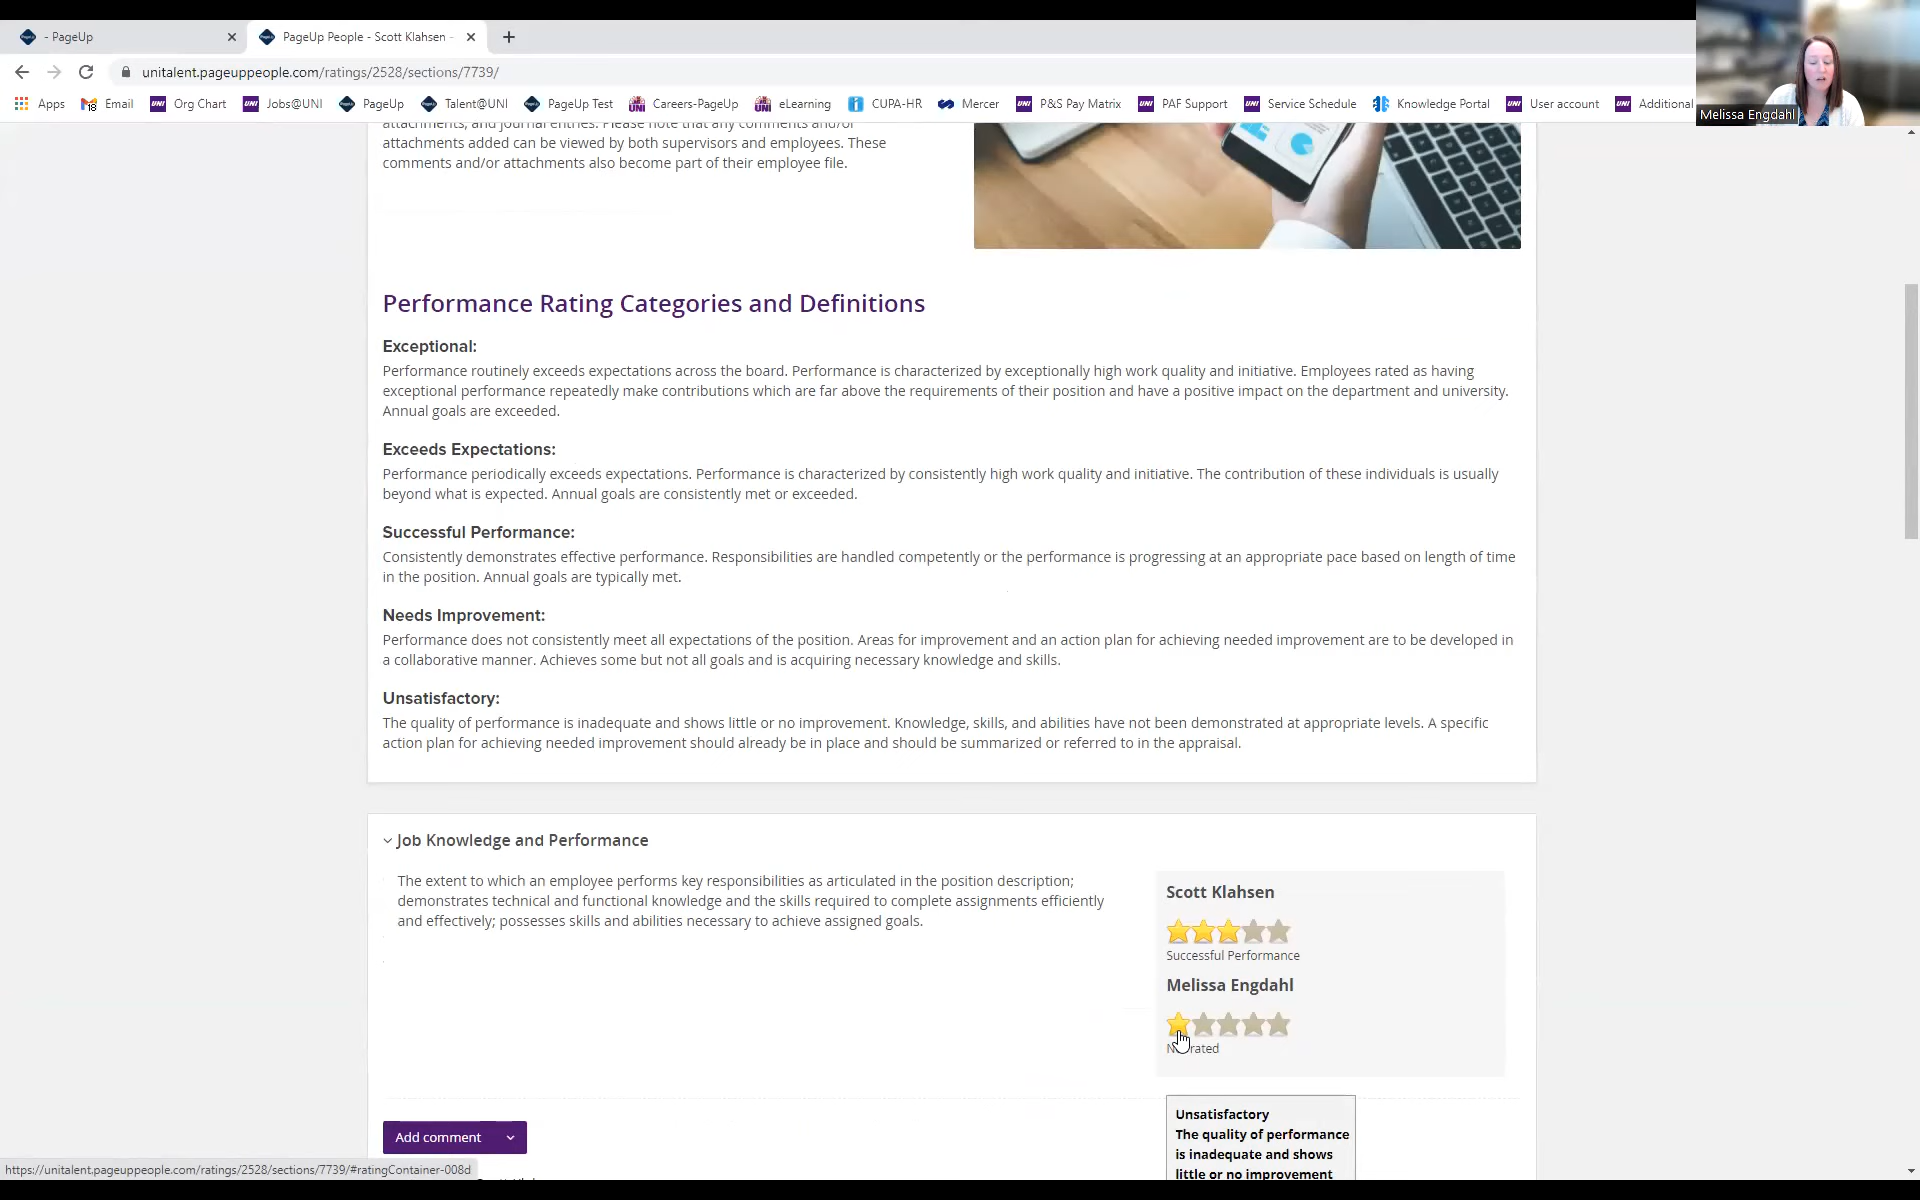 - PageUp
PageUp People - Scott Klahsen -
unitalent.pageuppeople.com/ratings/2528/sections/7739/
Apps Email Org Chart Jobs@UNI PageUp Talent@UNI PageUp Test Careers-PageUp eLearning CUPA-HR Mercer P&S Pay Matrix PAF Support Service Schedule Knowledge Portal User account Additional
Melissa Engdahl
attachments, and journal entries. Please note that any comments and/or
attachments added can be viewed by both supervisors and employees. These
comments and/or attachments also become part of their employee file.
Performance Rating Categories and Definitions
Exceptional:
Performance routinely exceeds expectations across the board. Performance is characterized by exceptionally high work quality and initiative. Employees rated as having
exceptional performance repeatedly make contributions which are far above the requirements of their position and have a positive impact on the department and university.
Annual goals are exceeded.
Exceeds Expectations:
Performance periodically exceeds expectations. Performance is characterized by consistently high work quality and initiative. The contribution of these individuals is usually
beyond what is expected. Annual goals are consistently met or exceeded.
Successful Performance:
Consistently demonstrates effective performance. Responsibilities are handled competently or the performance is progressing at an appropriate pace based on length of time
in the position. Annual goals are typically met.
Needs Improvement:
Performance does not consistently meet all expectations of the position. Areas for improvement and an action plan for achieving needed improvement are to be developed in
a collaborative manner. Achieves some but not all goals and is acquiring necessary knowledge and skills.
Unsatisfactory:
The quality of performance is inadequate and shows little or no improvement. Knowledge, skills, and abilities have not been demonstrated at appropriate levels. A specific
action plan for achieving needed improvement should already be in place and should be summarized or referred to in the appraisal.
Job Knowledge and Performance
The extent to which an employee performs key responsibilities as articulated in the position description;
demonstrates technical and functional knowledge and the skills required to complete assignments efficiently
and effectively; possesses skills and abilities necessary to achieve assigned goals.
Scott Klahsen
Successful Performance
Melissa Engdahl
rated
Add comment
Unsatisfactory
The quality of performance
is inadequate and shows
little or no improvement
https://unitalent.pageuppeople.com/ratings/2528/sections/7739/#ratingContainer-008d